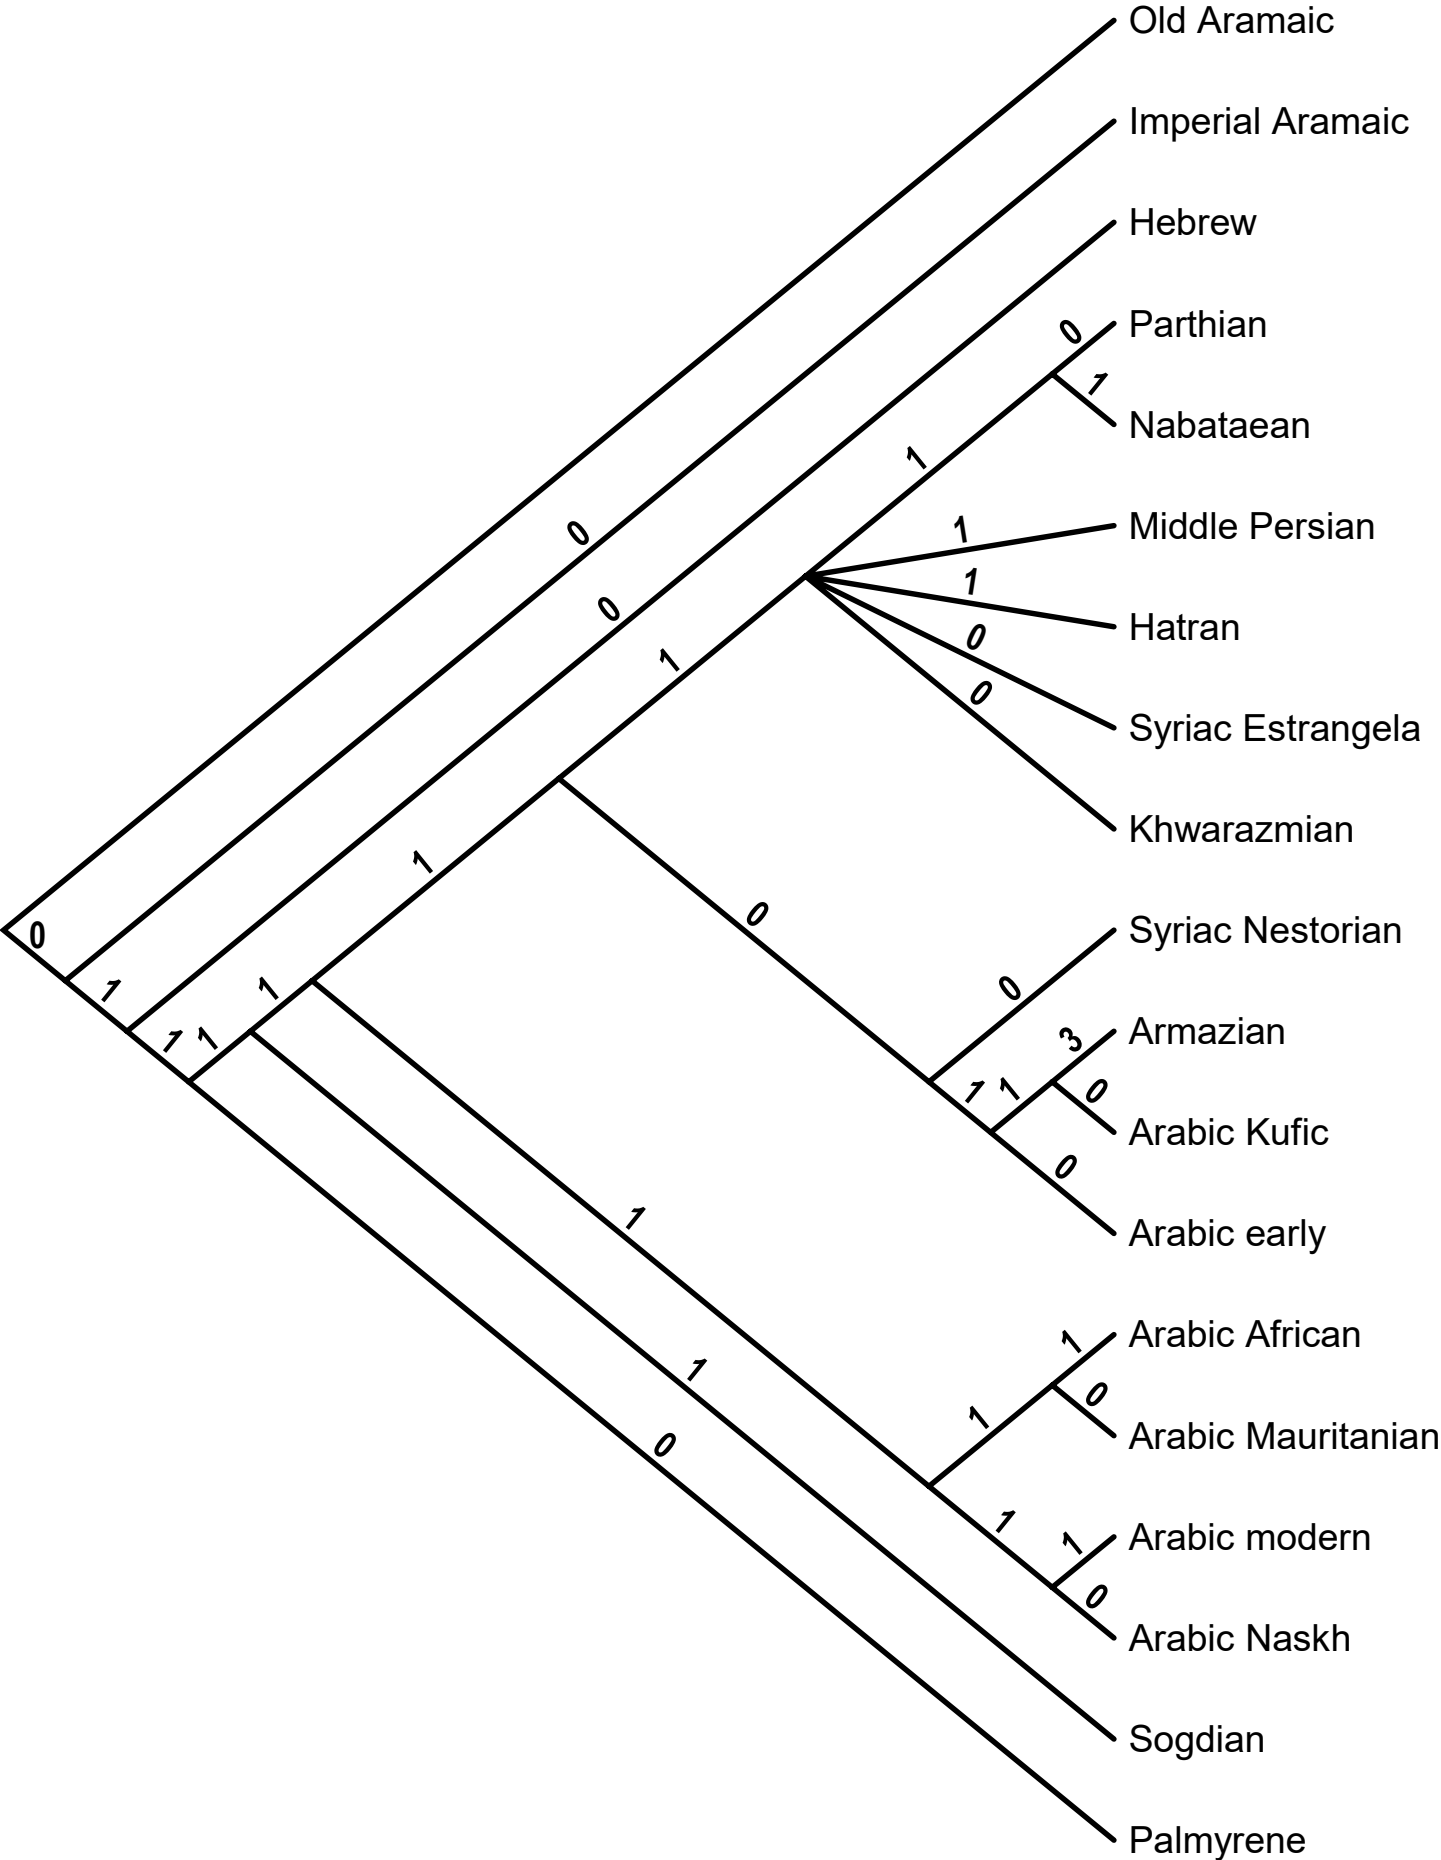 Old Aramaic
Imperial Aramaic
Hebrew
0
Parthian
1
Nabataean
1
Middle Persian
1
0
1
Hatran
0
0
1
Syriac Estrangela
0
Khwarazmian
1
0
Syriac Nestorian
0
1
1
0
3
Armazian
1
1
1
1
0
Arabic Kufic
0
Arabic early
1
1
Arabic African
1
0
1
Arabic Mauritanian
0
1
1
Arabic modern
0
Arabic Naskh
Sogdian
Palmyrene